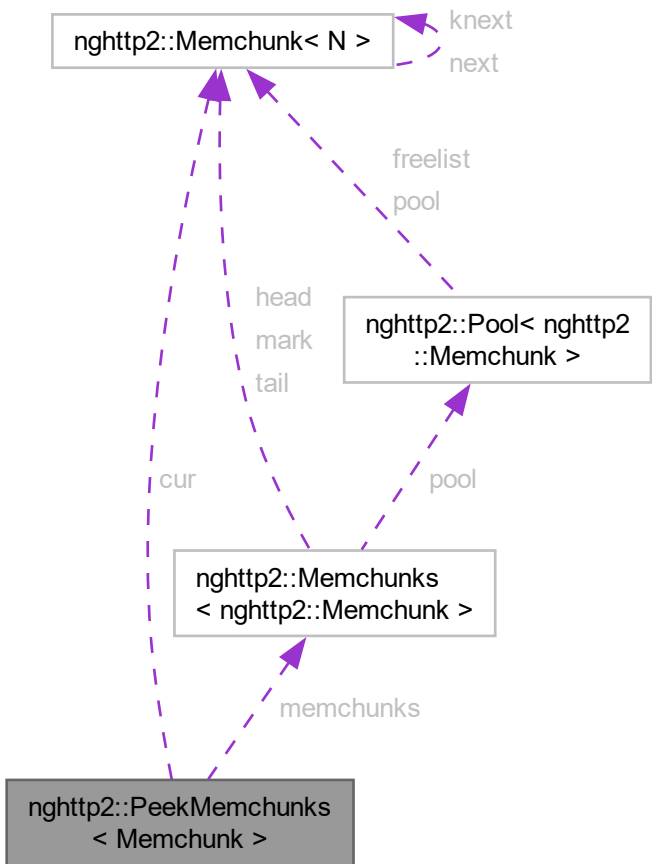 nghttp2::Memchunk< N >
knext
next
freelist
pool
head
mark
tail
nghttp2::Pool< nghttp2
::Memchunk >
cur
pool
nghttp2::Memchunks
< nghttp2::Memchunk >
memchunks
nghttp2::PeekMemchunks
< Memchunk >